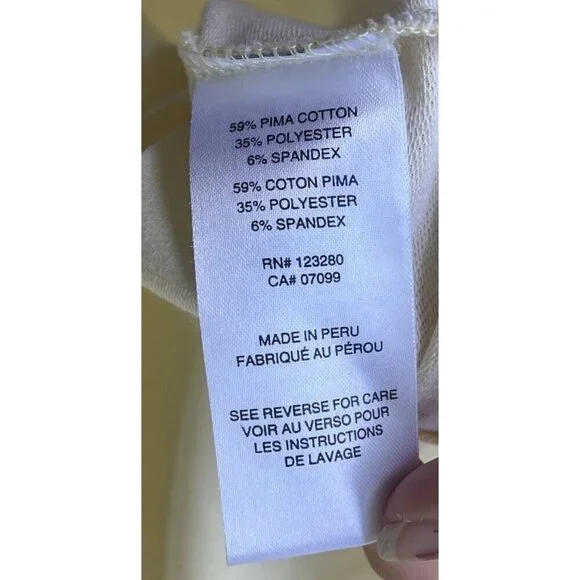 59% PIMA COTTON
35% POLYESTER
6% SPANDEX
59% COTON PIMA
35% POLYESTER
6% SPANDEX
RN# 123280
CA# 07099
MADE IN PERU
FABRIQUÉ AU PÉROU
SEE REVERSE FOR CARE
VOIR AU VERSO POUR
LES INSTRUCTIONS
DE LAVAGE